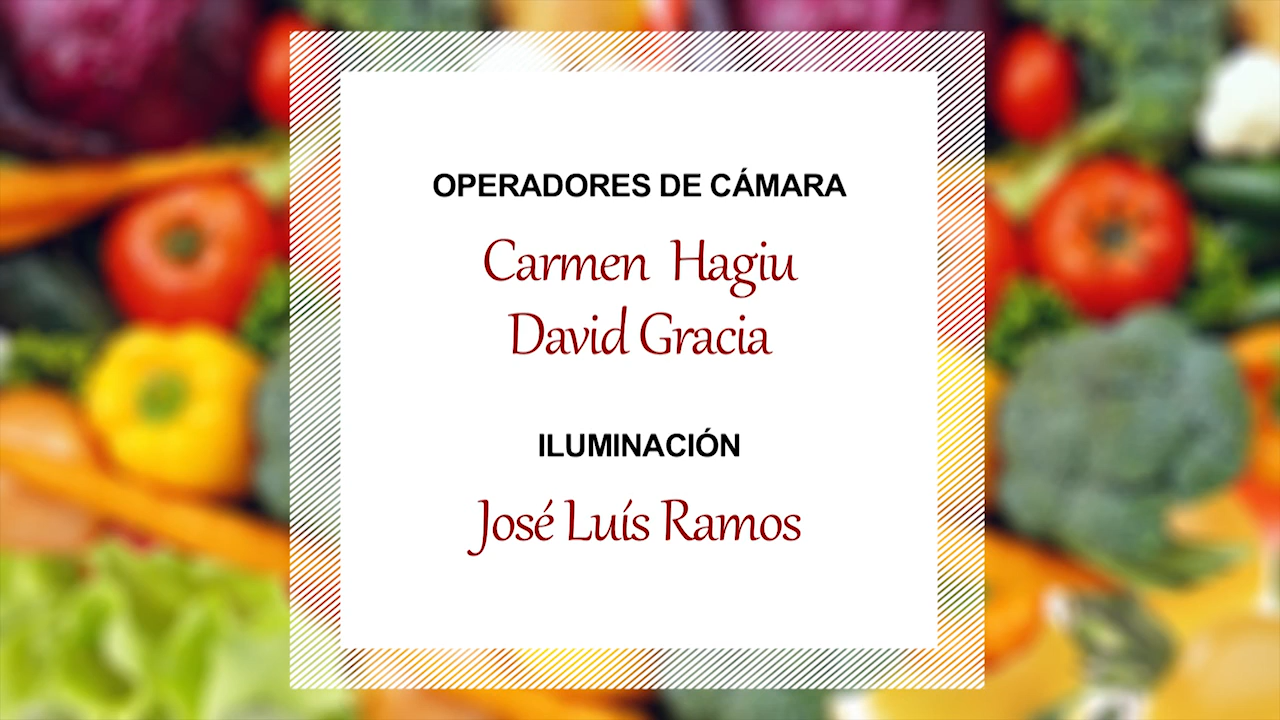 OPERADORES DE CÁMARA
Carmen Hagiu
David Gracia
ILUMINACIÓN
José Luís Ramos